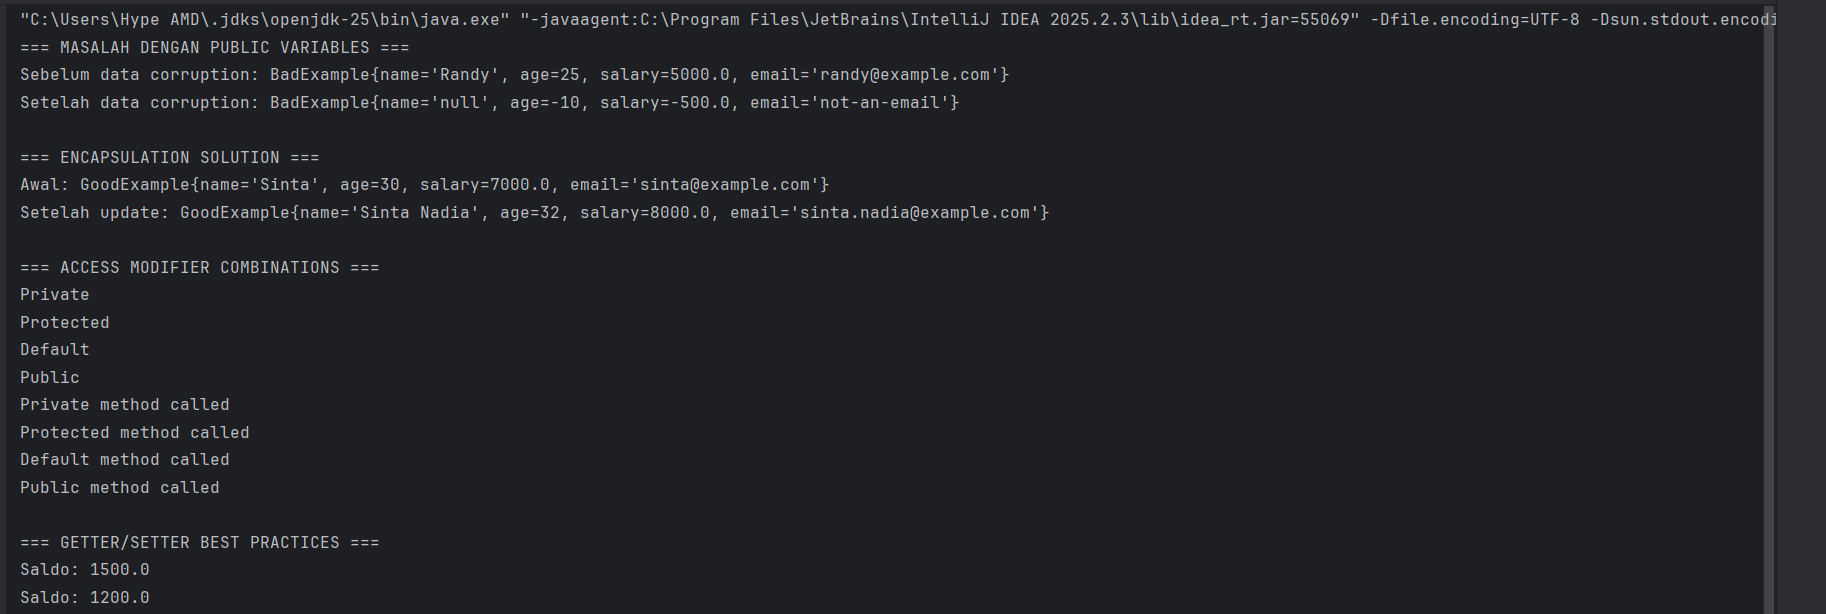 "C:\Users\Hype AMD\.jdks\openjdk-25\bin\java.exe" "-javaagent:C:\Program Files\JetBrains\IntelliJ IDEA 2025.2.3\lib\idea_rt.jar=55069" -Dfile.encoding=UTF-8 -Dsun.stdout.encodi
=== MASALAH DENGAN PUBLIC VARIABLES ===
Sebelum data corruption: BadExample{name='Randy', age=25, salary=5000.0, email='randy@example.com'}
Setelah data corruption: BadExample{name='null', age=-10, salary=-500.0, email='not-an-email'}
=== ENCAPSULATION SOLUTION ===
Awal: GoodExample{name='Sinta', age=30, salary=7000.0, email='sinta@example.com'}
Setelah update: GoodExample{name='Sinta Nadia', age=32, salary=8000.0, email='sinta.nadia@example.com'}
=== ACCESS MODIFIER COMBINATIONS ===
Private
Protected
Default
Public
Private method called
Protected method called
Default method called
Public method called
=== GETTER/SETTER BEST PRACTICES ===
Saldo: 1500.0
Saldo: 1200.0